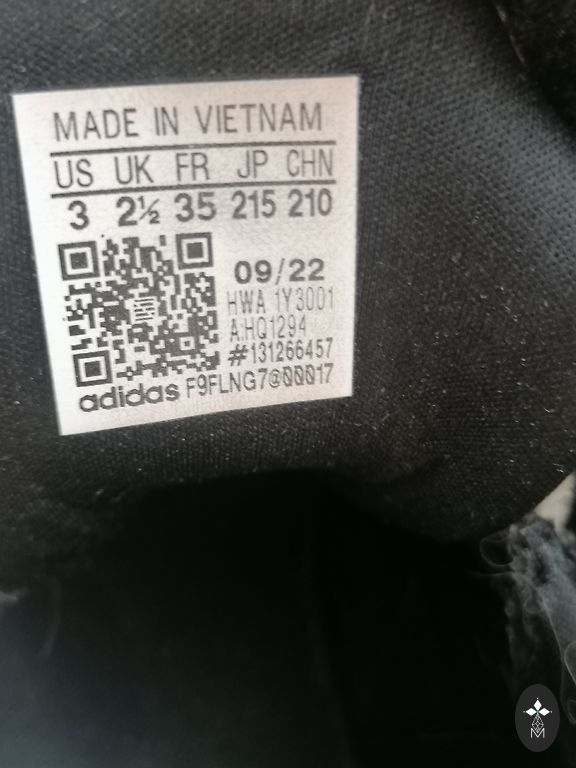 MADE IN VIETNAM
US UK FR JP CHN
3 2½ 35 215 210
09/22
HWA 1Y3001
A:HQ1294
#131266457
adidas F9FLNG7@00017
M